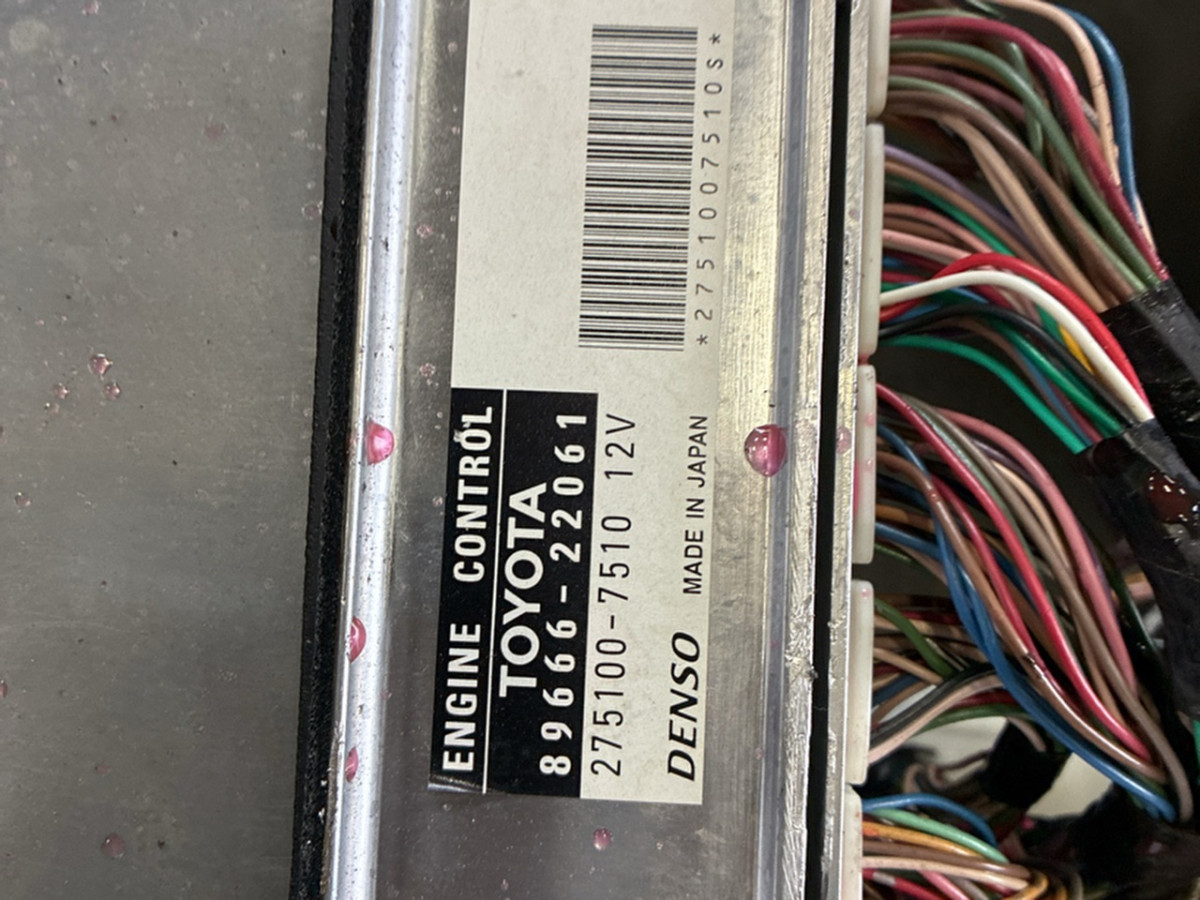 ENGINE CONTROL
TOYOTA
89666-22061
275100-7510 12V
DENSO MADE IN JAPAN
*2751007510S*